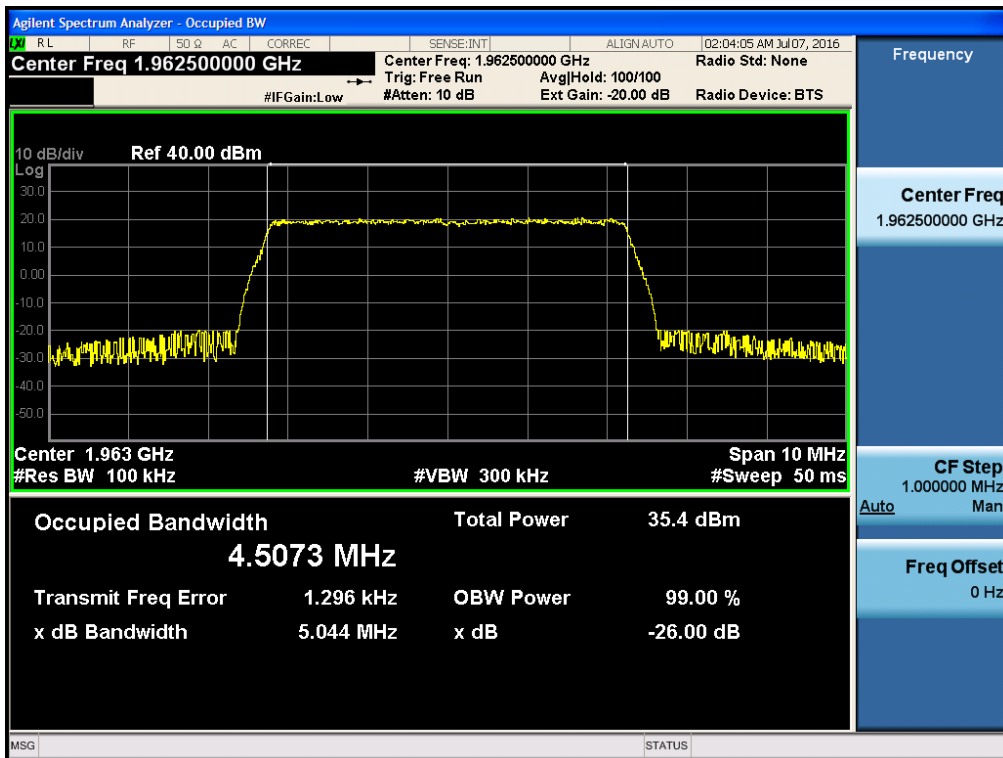 Agilent Spectrum Analyzer - Occupied BW
LXI RL RF 50 Ω AC CORREC SENSE:INT ALIGN AUTO 02:04:05 AM Jul 07, 2016
Center Freq 1.962500000 GHz
Center Freq: 1.962500000 GHz Radio Std: None
Trig: Free Run Avg|Hold: 100/100
#IFGain:Low #Atten: 10 dB Ext Gain: -20.00 dB Radio Device: BTS
10 dB/div Ref 40.00 dBm
Log
30.0
20.0
10.0
0.00
-10.0
-20.0
-30.0
-40.0
-50.0
Center 1.963 GHz Span 10 MHz
#Res BW 100 kHz #VBW 300 kHz #Sweep 50 ms
Occupied Bandwidth Total Power 35.4 dBm
4.5073 MHz
Transmit Freq Error 1.296 kHz OBW Power 99.00 %
x dB Bandwidth 5.044 MHz x dB -26.00 dB
Frequency
Center Freq
1.962500000 GHz
CF Step
1.000000 MHz
Auto Man
Freq Offset
0 Hz
MSG STATUS